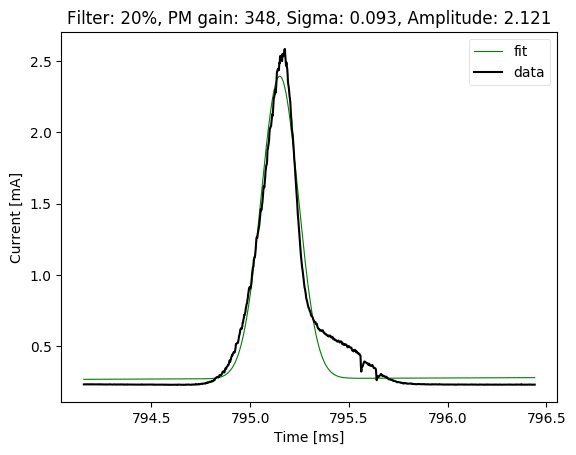 Filter: 20%, PM gain: 348, Sigma: 0.093, Amplitude: 2.121
fit
data
Current [mA]
2.5
2.0
1.5
1.0
0.5
794.5 795.0 795.5 796.0 796.5
Time [ms]